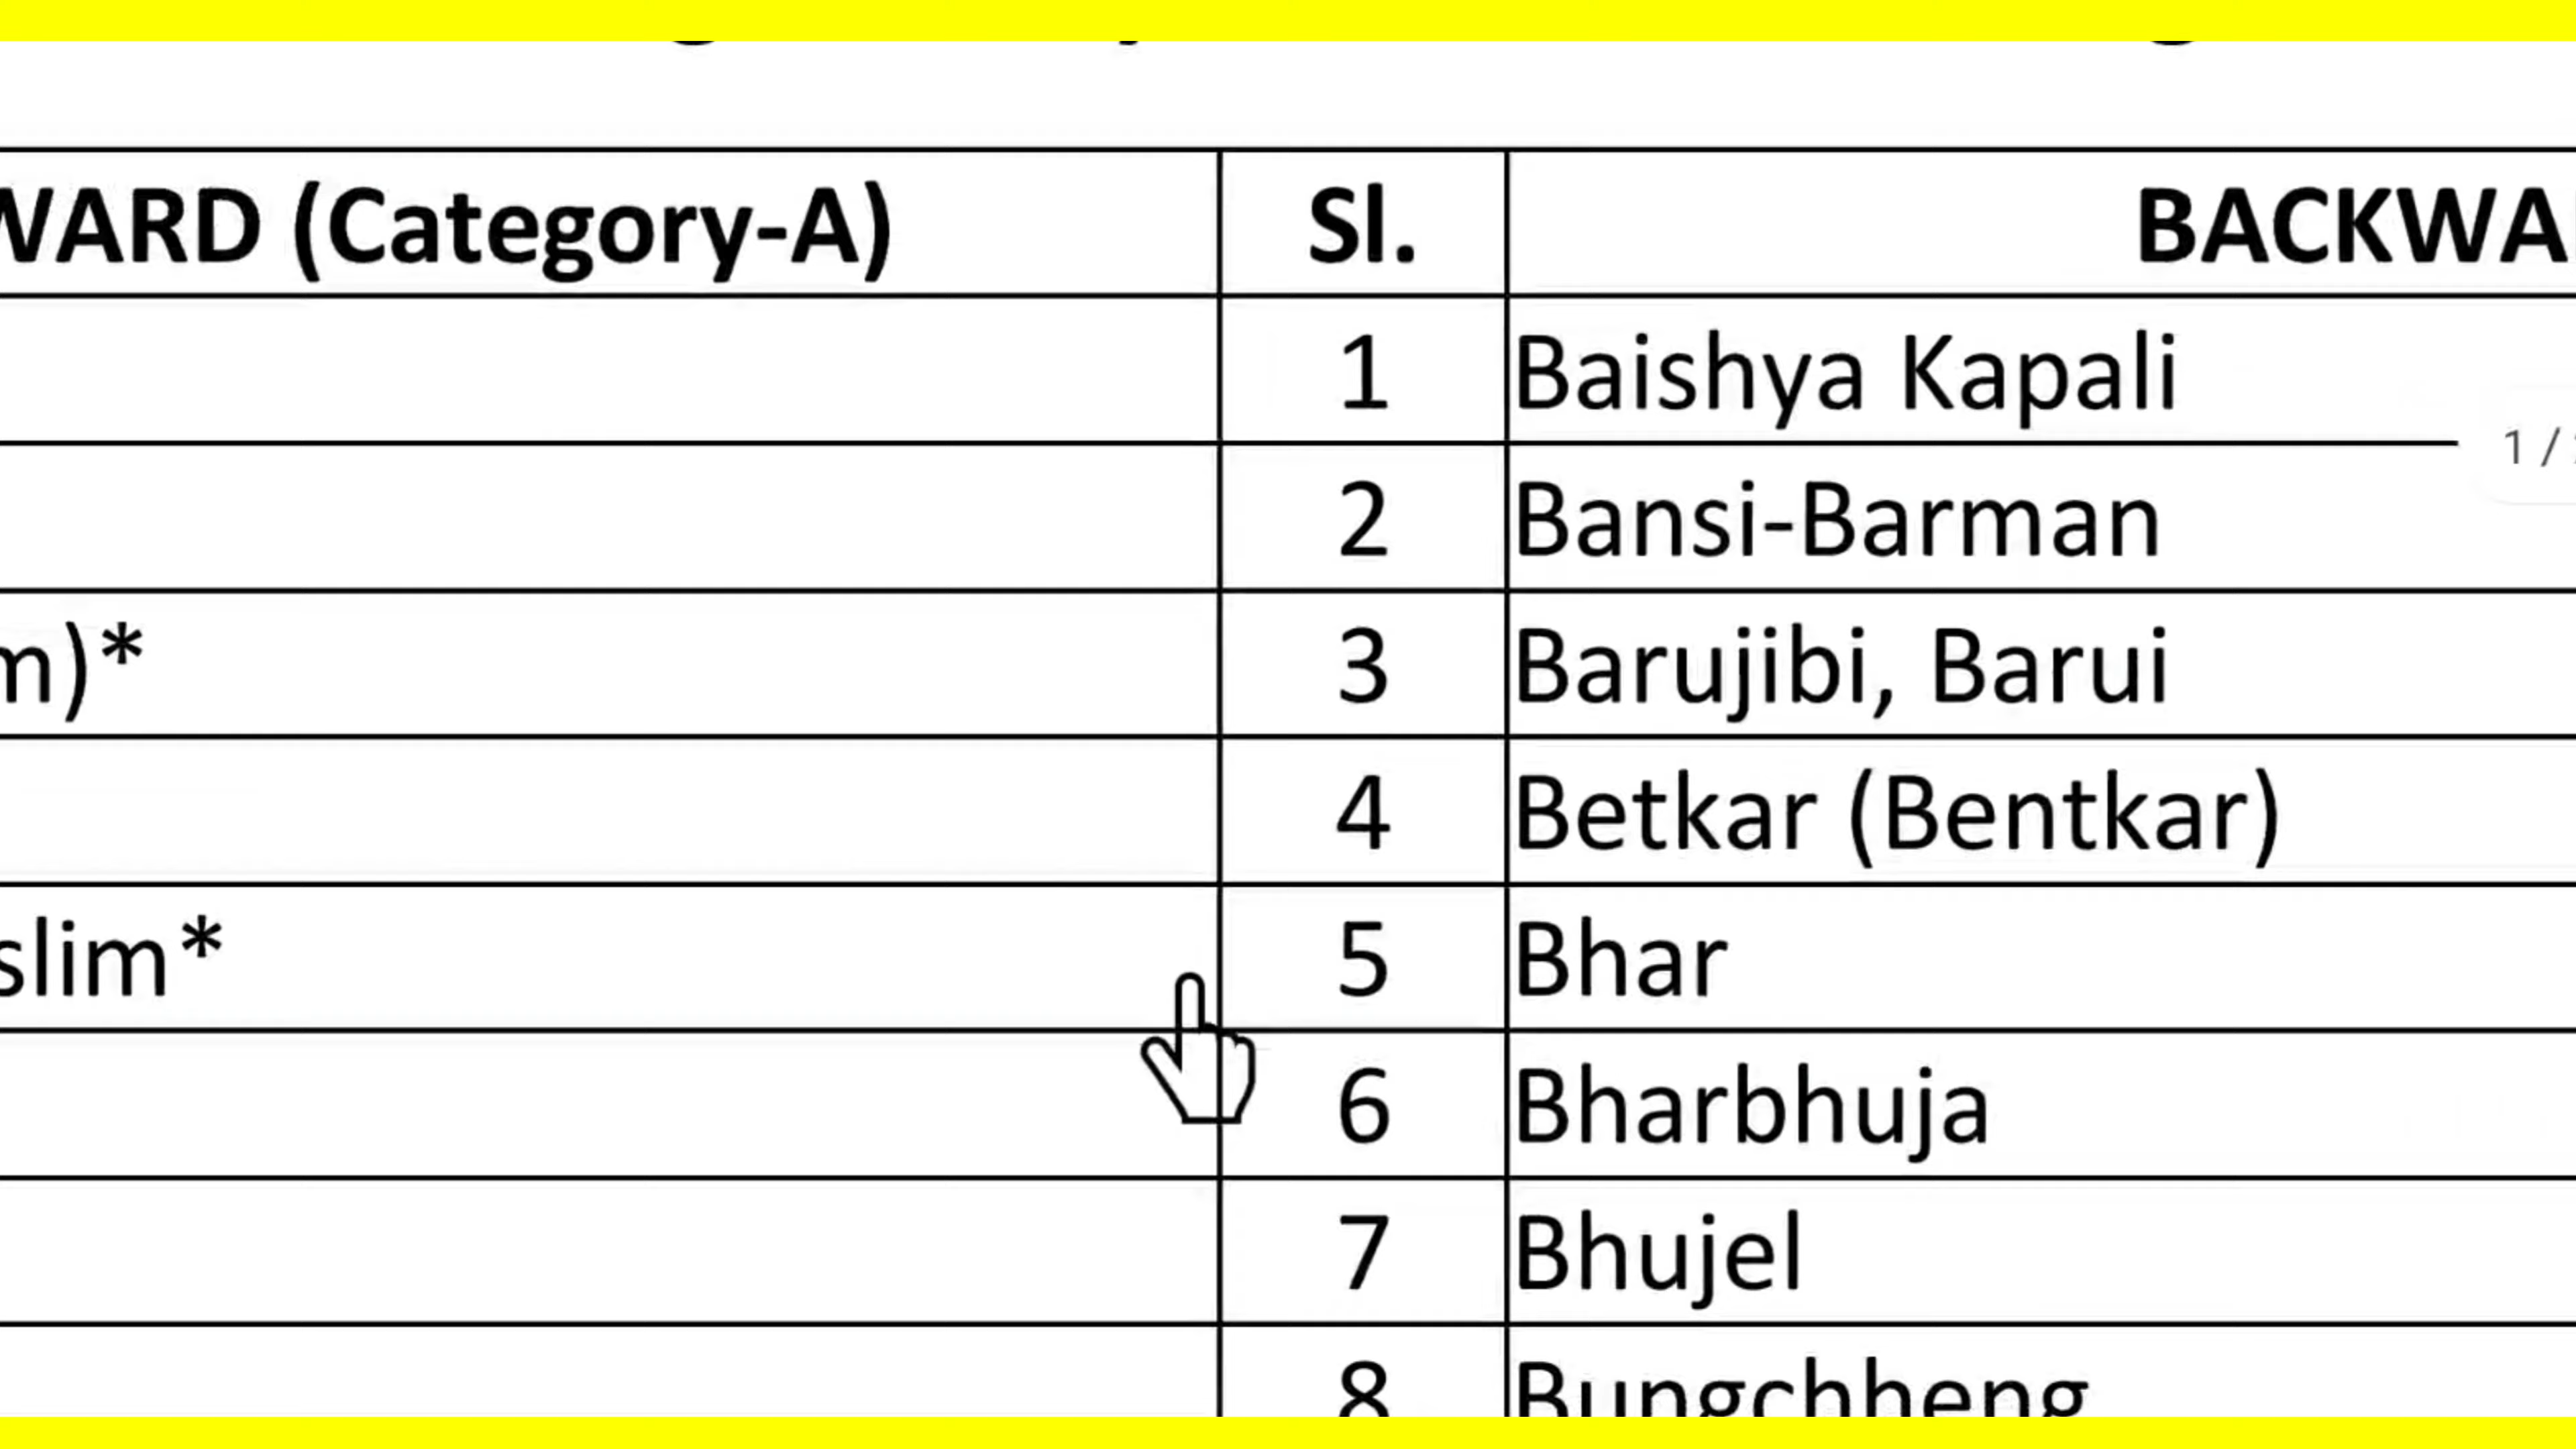 WARD (Category-A) Sl. BACKWA
1 Baishya Kapali
1 /
2 Bansi-Barman
m)* 3 Barujibi, Barui
4 Betkar (Bentkar)
slim* 5 Bhar
6 Bharbhuja
7 Bhujel
8 Bungchheng